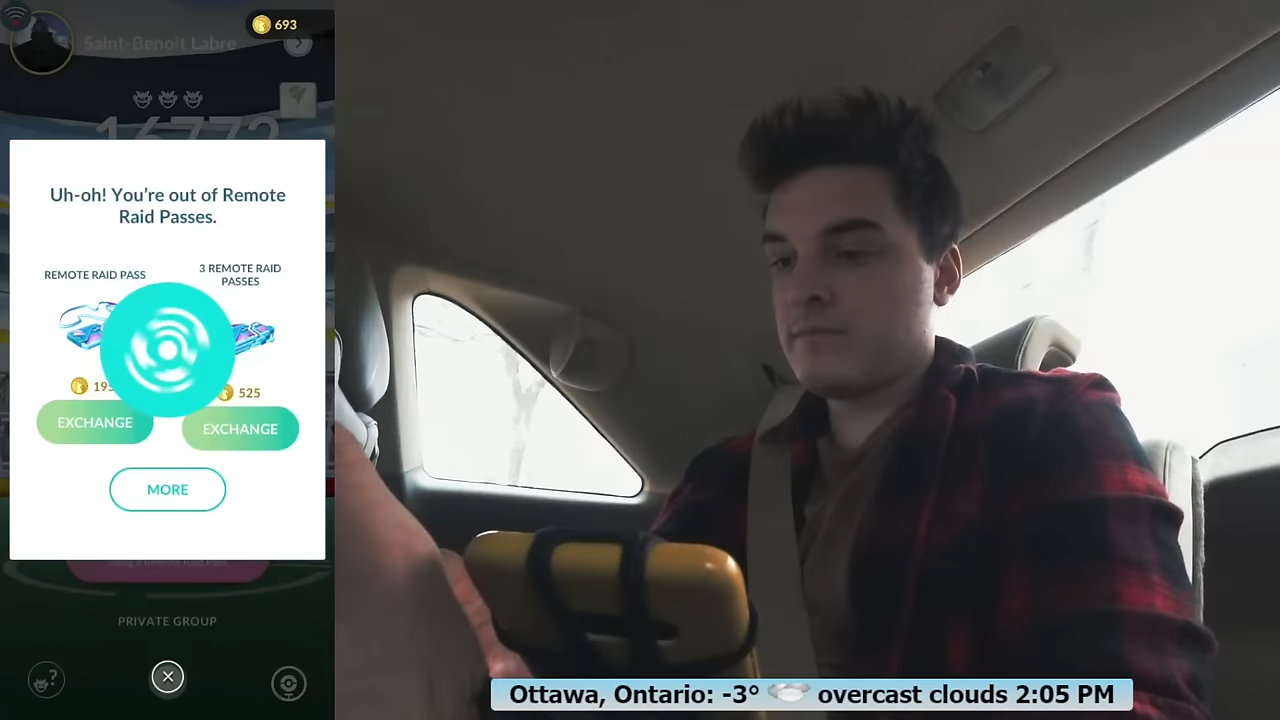 693
Saint-Benoit Labre
16772
Uh-oh! You're out of Remote
Raid Passes.
REMOTE RAID PASS
3 REMOTE RAID
PASSES
525
EXCHANGE
EXCHANGE
MORE
PRIVATE GROUP
Ottawa, Ontario: -3° overcast clouds 2:05 PM